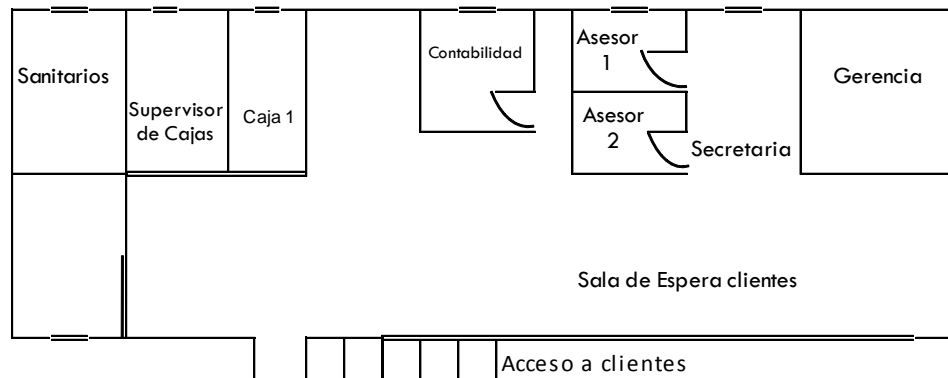 Sanitarios
Supervisor
de Cajas
Caja 1
Contabilidad
Asesor
1
Asesor
2
Secretaria
Gerencia
Sala de Espera clientes
Acceso a clientes